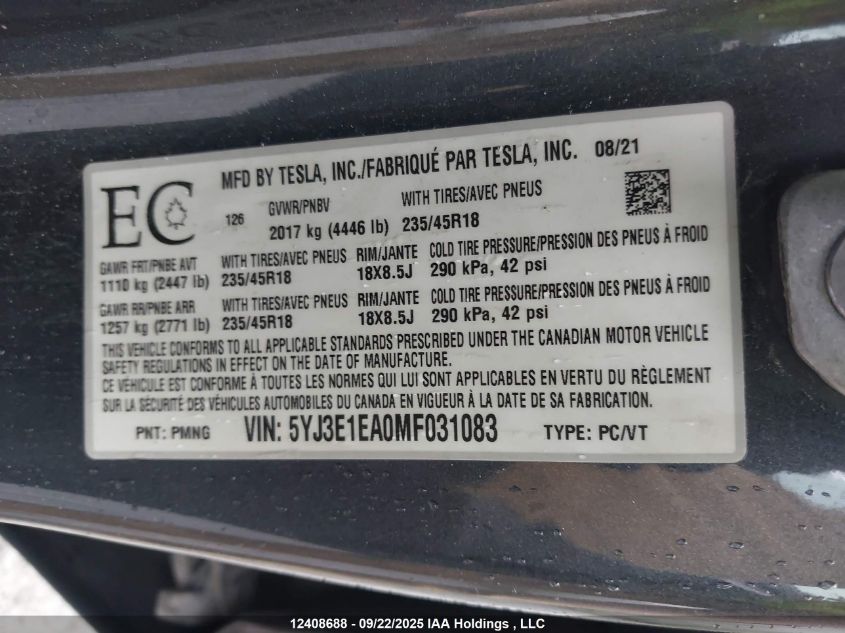 MFD BY TESLA, INC./FABRIQUÉ PAR TESLA, INC. 08/21
EC
126
GVWR/PNBV WITH TIRES/AVEC PNEUS
2017 kg (4446 lb) 235/45R18
GAWR FRT/PNBE AVT WITH TIRES/AVEC PNEUS RIM/JANTE COLD TIRE PRESSURE/PRESSION DES PNEUS À FROID
1110 kg (2447 lb) 235/45R18 18X8.5J 290 kPa, 42 psi
GAWR RR/PNBE ARR WITH TIRES/AVEC PNEUS RIM/JANTE COLD TIRE PRESSURE/PRESSION DES PNEUS À FROID
1257 kg (2771 lb) 235/45R18 18X8.5J 290 kPa, 42 psi
THIS VEHICLE CONFORMS TO ALL APPLICABLE STANDARDS PRESCRIBED UNDER THE CANADIAN MOTOR VEHICLE
SAFETY REGULATIONS IN EFFECT ON THE DATE OF MANUFACTURE.
CE VÉHICULE EST CONFORME À TOUTES LES NORMES QUI LUI SONT APPLICABLES EN VERTU DU RÈGLEMENT
SUR LA SÉCURITÉ DES VÉHICULES AUTOMOBILES DU CANADA EN VIGUEUR À LA DATE DE SA FABRICATION.
PNT: PMNG VIN: 5YJ3E1EA0MF031083 TYPE: PC/VT
12408688 - 09/22/2025 IAA Holdings , LLC